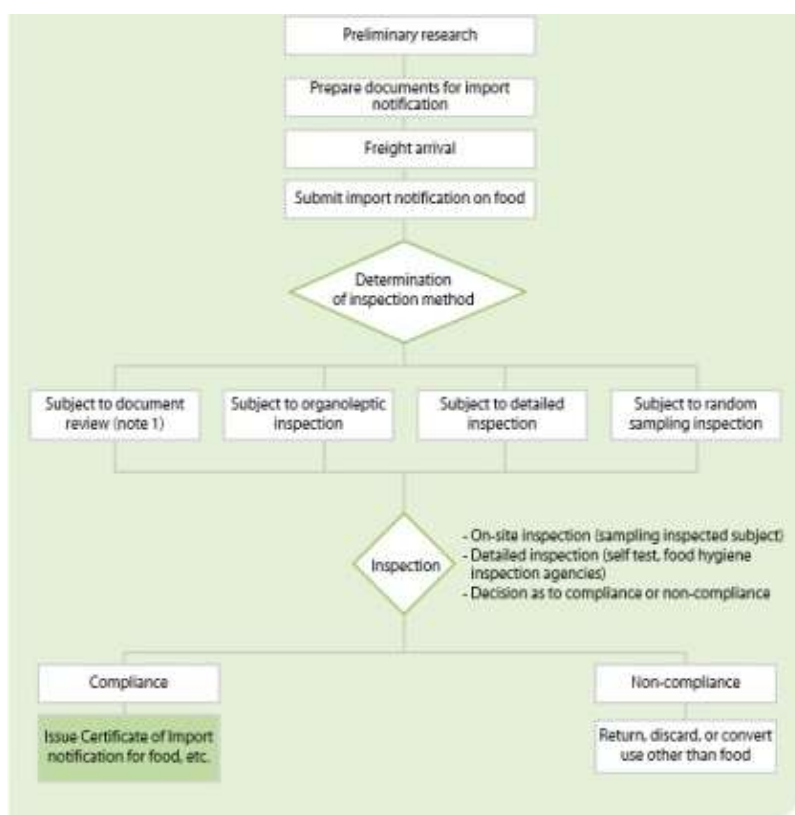 Preliminary research
Prepare documents for import
notification
Freight arrival
Submit import notification on food
Determination
of inspection method
Subject to document
review (note 1)
Subject to organoleptic
inspection
Subject to detailed
inspection
Subject to random
sampling inspection
Inspection
- On-site inspection (sampling inspected subject)
- Detailed inspection (self test, food hygiene
inspection agencies)
- Decision as to compliance or non-compliance
Compliance
Non-compliance
Issue Certificate of Import
notification for food, etc.
Return, discard, or convert
use other than food